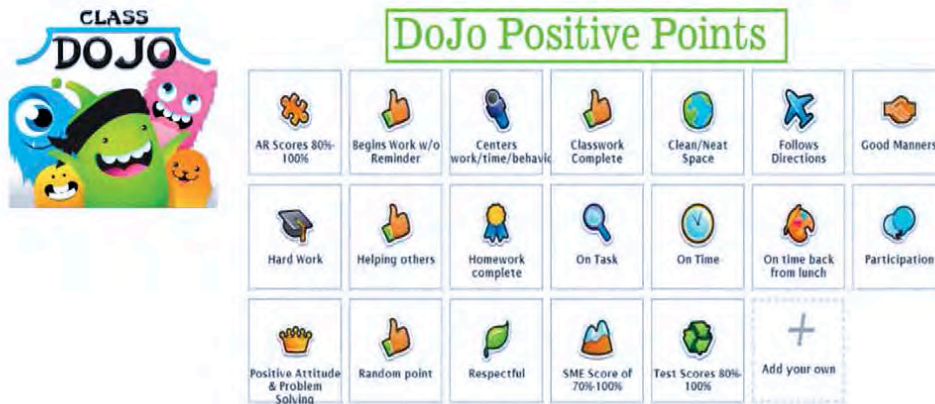 CLASS
DOJO
DoJo Positive Points
AR Scores 80%-
100%
Begins Work w/o
Reminder
Centers
work/time/behavic
Classwork
Complete
Clean/Neat
Space
Follows
Directions
Good Manners
Hard Work
Helping others
Homework
complete
On Task
On Time
On time back
from lunch
Participation
Positive Attitude
& Problem
Solving
Random point
Respectful
SME Score of
70%-100%
Test Scores 80%-
100%
Add your own